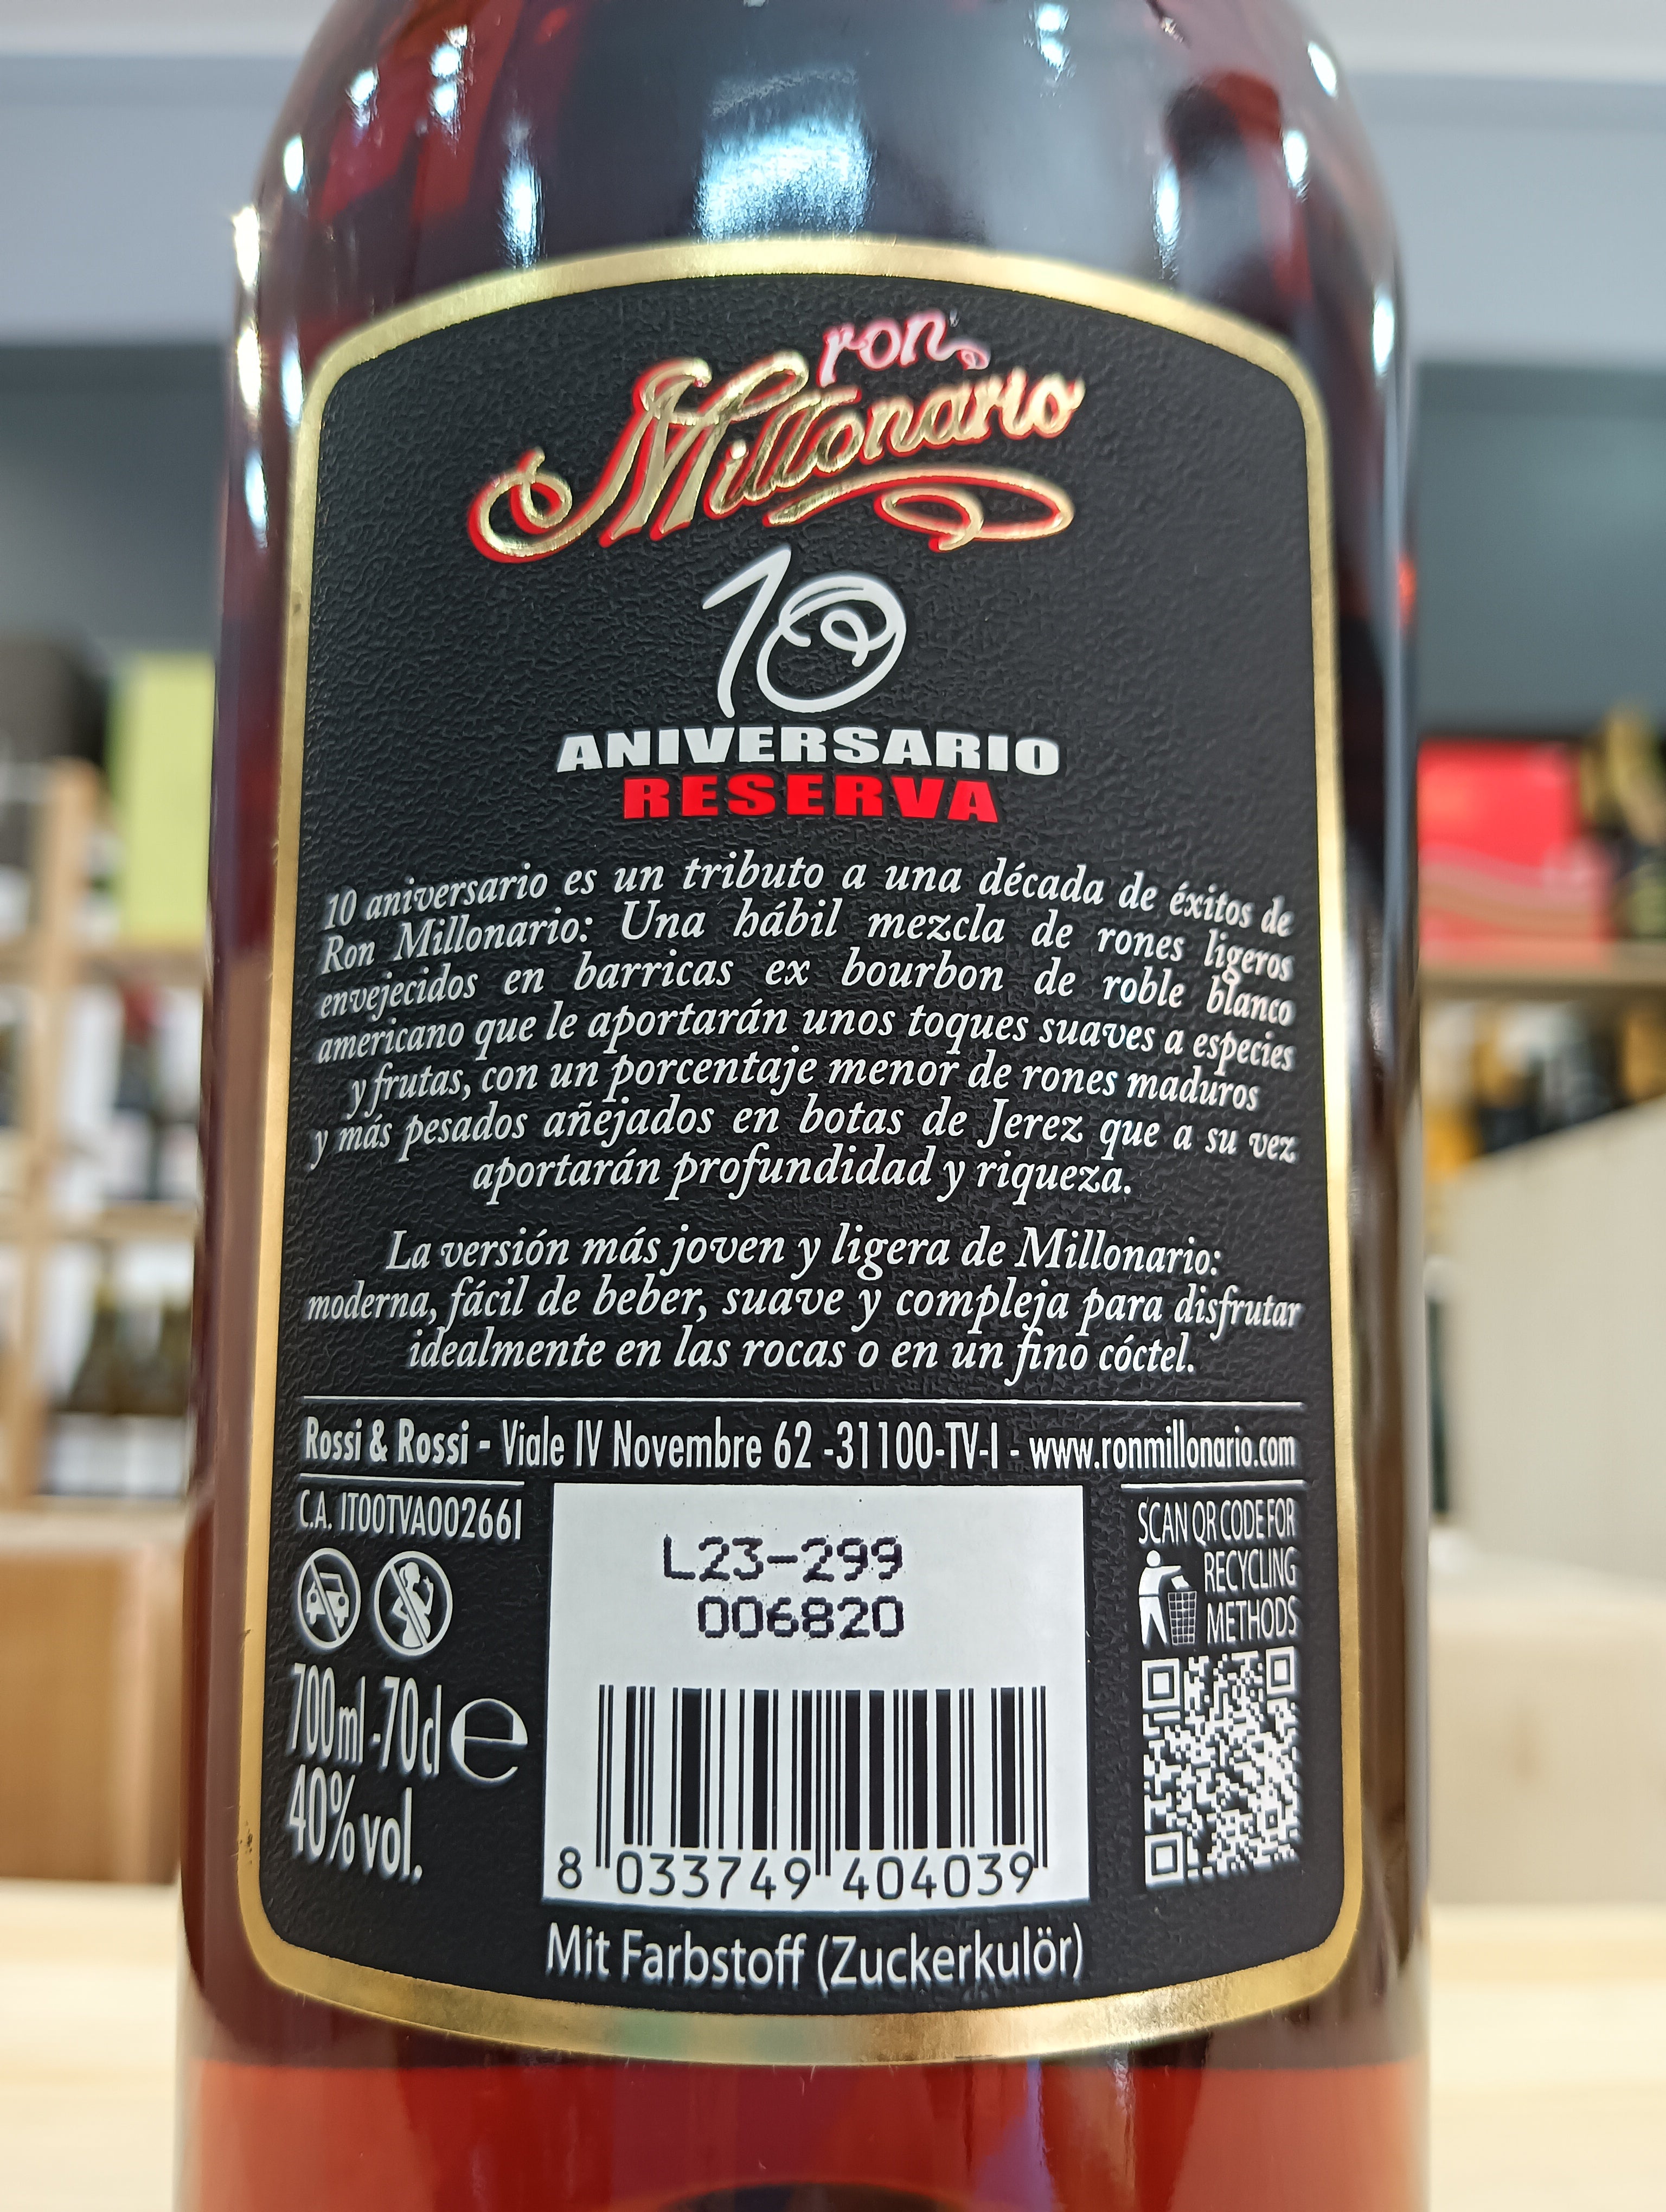 ron
Millonario
10
ANIVERSARIO
RESERVA
10 aniversario es un tributo a una década de éxitos de
Ron Millonario: Una hábil mezcla de rones ligeros
envejecidos en barricas ex bourbon de roble blanco
americano que le aportarán unos toques suaves a especies
y frutas, con un porcentaje menor de rones maduros
y más pesados añejados en botas de Jerez que a su vez
aportarán profundidad y riqueza.
La versión más joven y ligera de Millonario:
moderna, fácil de beber, suave y compleja para disfrutar
idealmente en las rocas o en un fino cóctel.
Rossi & Rossi - Viale IV Novembre 62 -31100-TV-I - www.ronmillonario.com
C.A. IT00TVA00266I
700ml-70cl e
40%vol.
L23-299
006820
8 033749 404039
SCAN QR CODE FOR
RECYCLING
METHODS
Mit Farbstoff (Zuckerkulör)